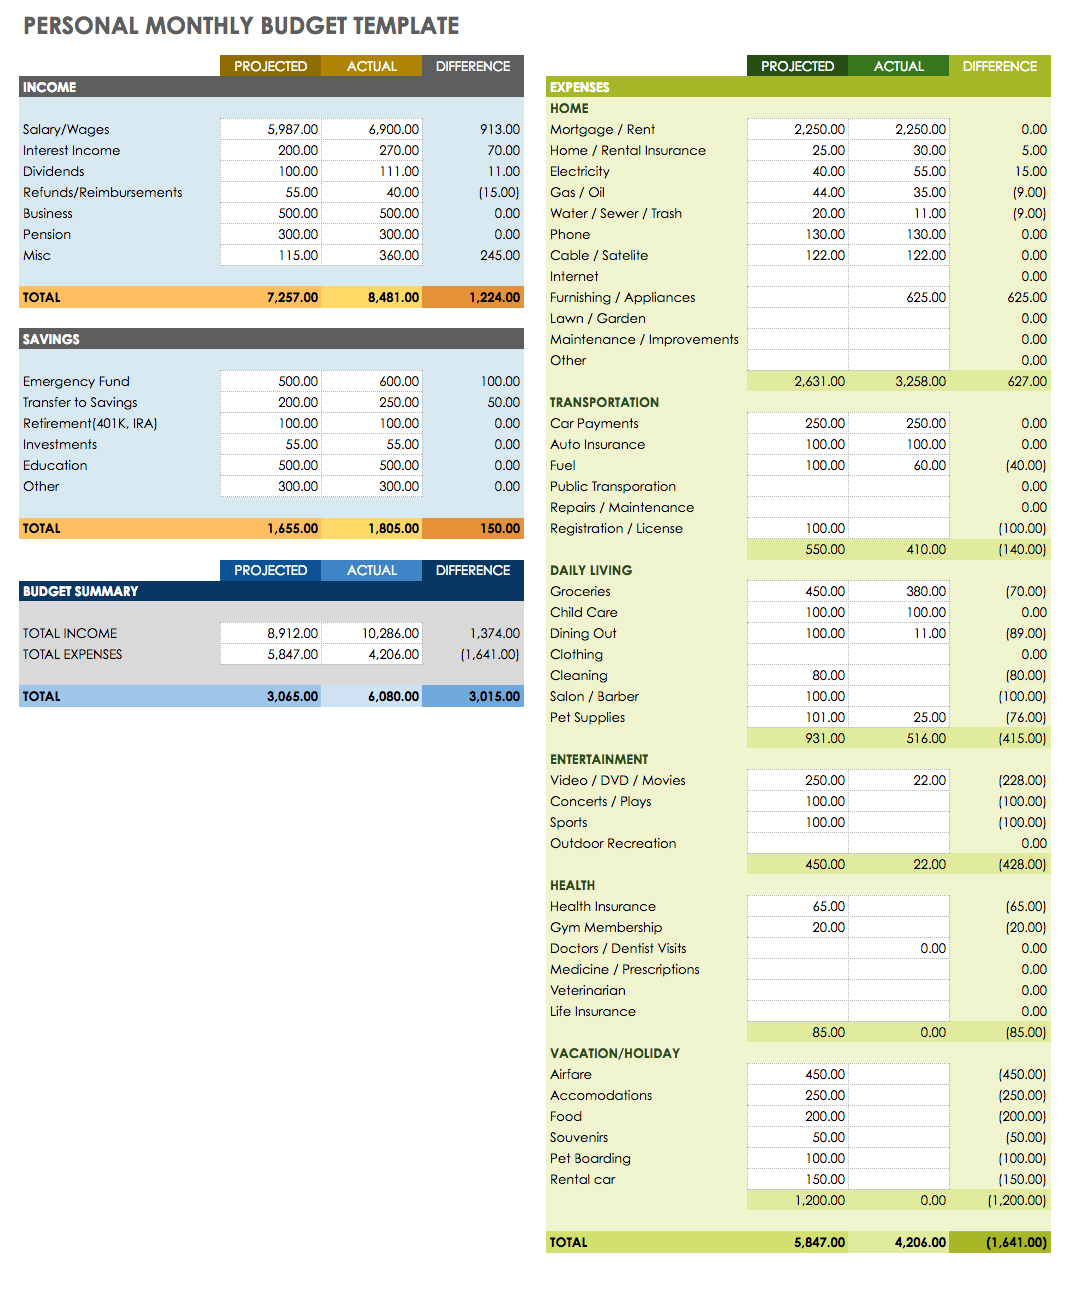 PERSONAL MONTHLY BUDGET TEMPLATE
PROJECTED ACTUAL DIFFERENCE
INCOME
Salary/Wages 5,987.00 6,900.00 913.00
Interest Income 200.00 270.00 70.00
Dividends 100.00 111.00 11.00
Refunds/Reimbursements 55.00 40.00 (15.00)
Business 500.00 500.00 0.00
Pension 300.00 300.00 0.00
Misc 115.00 360.00 245.00
TOTAL 7,257.00 8,481.00 1,224.00
SAVINGS
Emergency Fund 500.00 600.00 100.00
Transfer to Savings 200.00 250.00 50.00
Retirement(401K, IRA) 100.00 100.00 0.00
Investments 55.00 55.00 0.00
Education 500.00 500.00 0.00
Other 300.00 300.00 0.00
TOTAL 1,655.00 1,805.00 150.00
PROJECTED ACTUAL DIFFERENCE
BUDGET SUMMARY
TOTAL INCOME 8,912.00 10,286.00 1,374.00
TOTAL EXPENSES 5,847.00 4,206.00 (1,641.00)
TOTAL 3,065.00 6,080.00 3,015.00
PROJECTED ACTUAL DIFFERENCE
EXPENSES
HOME
Mortgage / Rent 2,250.00 2,250.00 0.00
Home / Rental Insurance 25.00 30.00 5.00
Electricity 40.00 55.00 15.00
Gas / Oil 44.00 35.00 (9.00)
Water / Sewer / Trash 20.00 11.00 (9.00)
Phone 130.00 130.00 0.00
Cable / Satelite 122.00 122.00 0.00
Internet 0.00
Furnishing / Appliances 625.00 625.00
Lawn / Garden 0.00
Maintenance / Improvements 0.00
Other 0.00
2,631.00 3,258.00 627.00
TRANSPORTATION
Car Payments 250.00 250.00 0.00
Auto Insurance 100.00 100.00 0.00
Fuel 100.00 60.00 (40.00)
Public Transporation 0.00
Repairs / Maintenance 0.00
Registration / License 100.00 (100.00)
550.00 410.00 (140.00)
DAILY LIVING
Groceries 450.00 380.00 (70.00)
Child Care 100.00 100.00 0.00
Dining Out 100.00 11.00 (89.00)
Clothing 0.00
Cleaning 80.00 (80.00)
Salon / Barber 100.00 (100.00)
Pet Supplies 101.00 25.00 (76.00)
931.00 516.00 (415.00)
ENTERTAINMENT
Video / DVD / Movies 250.00 22.00 (228.00)
Concerts / Plays 100.00 (100.00)
Sports 100.00 (100.00)
Outdoor Recreation 0.00
450.00 22.00 (428.00)
HEALTH
Health Insurance 65.00 (65.00)
Gym Membership 20.00 (20.00)
Doctors / Dentist Visits 0.00 0.00
Medicine / Prescriptions 0.00
Veterinarian 0.00
Life Insurance 0.00
85.00 0.00 (85.00)
VACATION/HOLIDAY
Airfare 450.00 (450.00)
Accomodations 250.00 (250.00)
Food 200.00 (200.00)
Souvenirs 50.00 (50.00)
Pet Boarding 100.00 (100.00)
Rental car 150.00 (150.00)
1,200.00 0.00 (1,200.00)
TOTAL 5,847.00 4,206.00 (1,641.00)